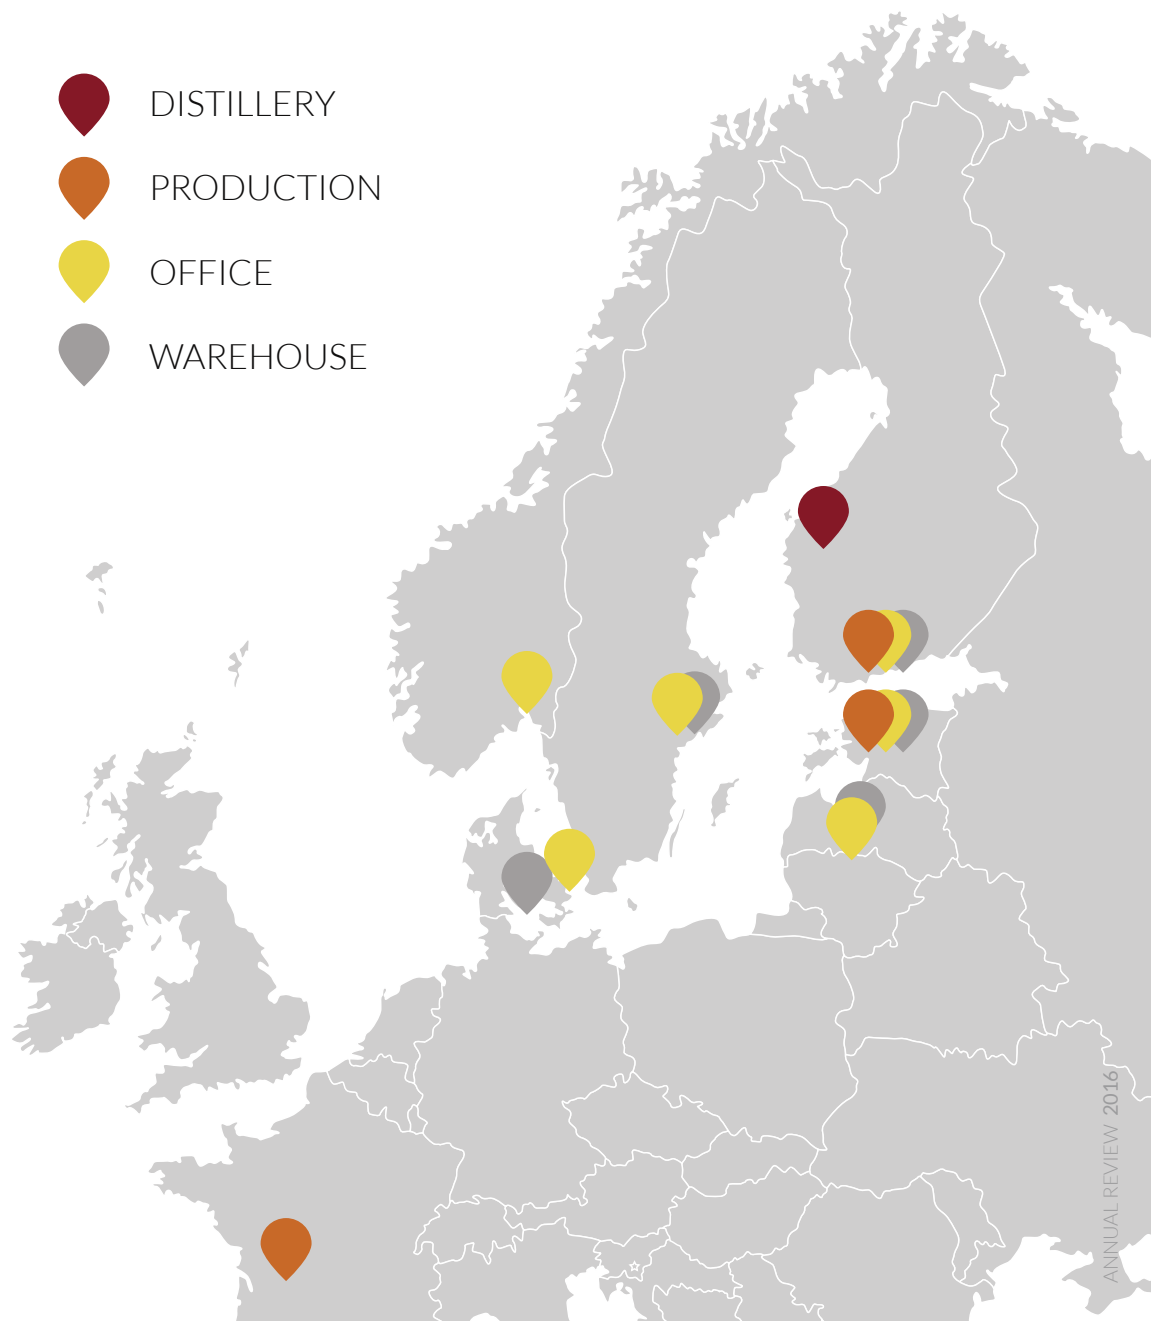 DISTILLERY
PRODUCTION
OFFICE
WAREHOUSE
ANNUAL REVIEW 2016